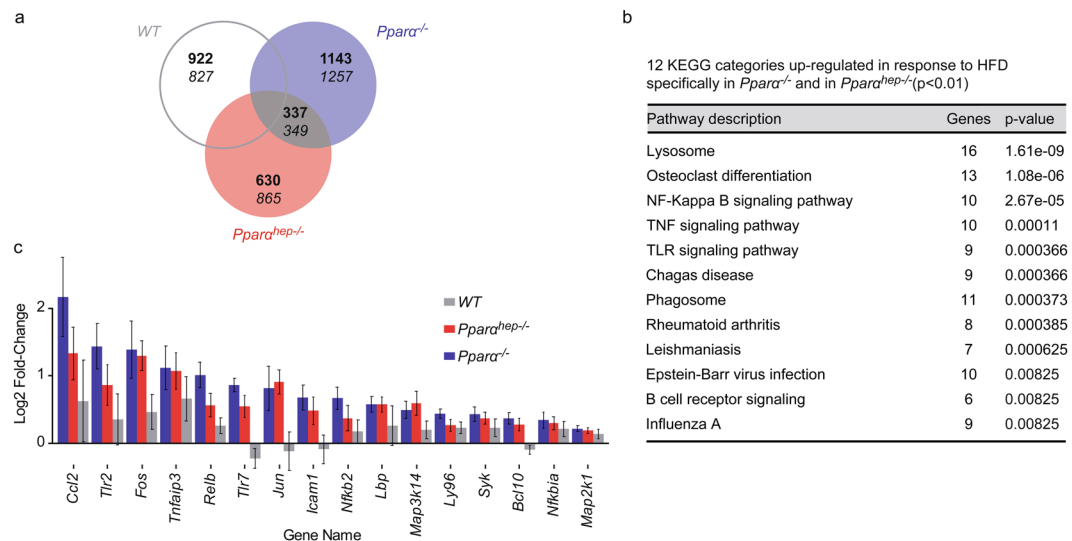 a
WT
Pparα-/-
922
827
1143
1257
337
349
630
865
Pparαhep-/-
b
12 KEGG categories up-regulated in response to HFD
specifically in Pparα-/- and in Pparαhep-/-(p<0.01)
Pathway description Genes p-value
Lysosome 16 1.61e-09
Osteoclast differentiation 13 1.08e-06
NF-Kappa B signaling pathway 10 2.67e-05
TNF signaling pathway 10 0.00011
TLR signaling pathway 9 0.000366
Chagas disease 9 0.000366
Phagosome 11 0.000373
Rheumatoid arthritis 8 0.000385
Leishmaniasis 7 0.000625
Epstein-Barr virus infection 10 0.00825
B cell receptor signaling 6 0.00825
Influenza A 9 0.00825
c
Log2 Fold-Change
2
1
0
WT
Pparαhep-/-
Pparα-/-
Ccl2
Tlr2
Fos
Tnfaip3
Relb
Tlr7
Jun
Icam1
Nfkb2
Lbp
Map3k14
Ly96
Syk
Bcl10
Nfkbia
Map2k1
Gene Name